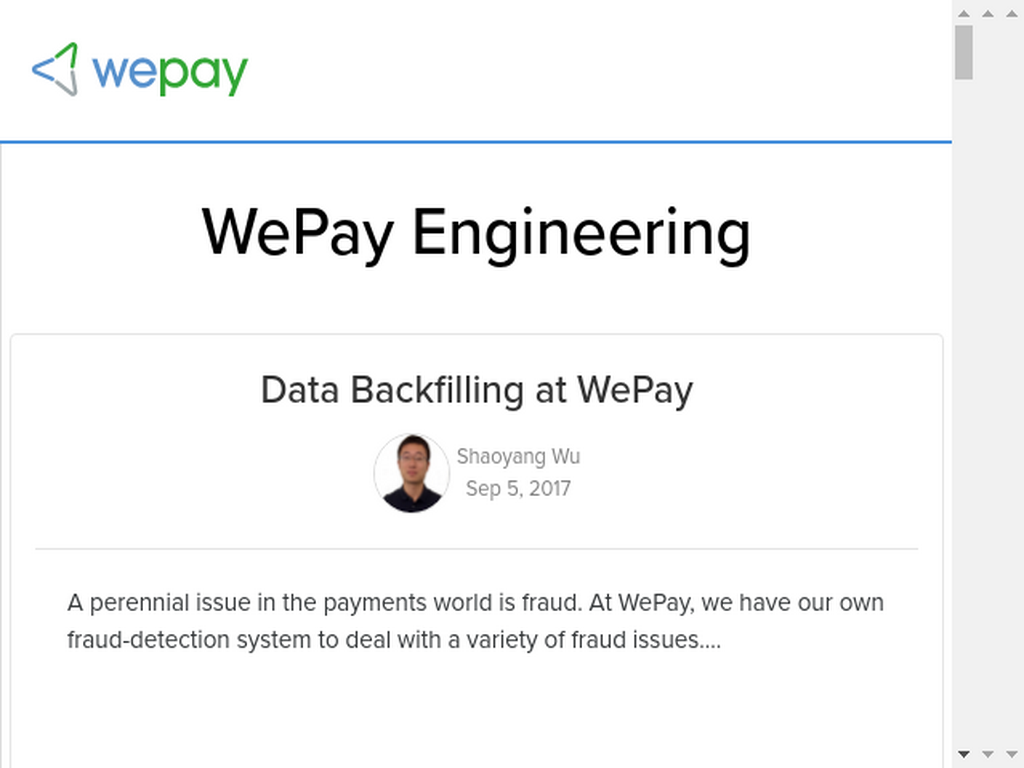 wepay
WePay Engineering
Data Backfilling at WePay
Shaoyang Wu
Sep 5, 2017
A perennial issue in the payments world is fraud. At WePay, we have our own
fraud-detection system to deal with a variety of fraud issues....